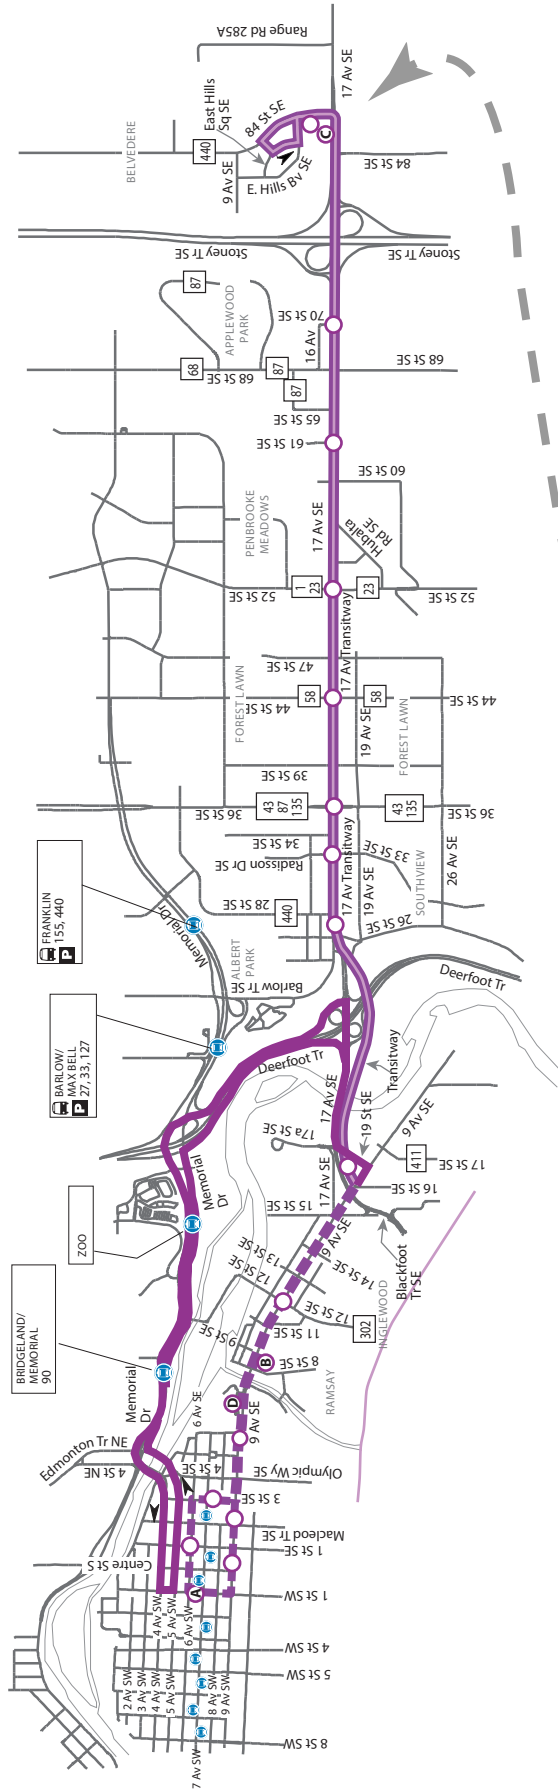 Range Rd 285A
17 Av SE
East Hills
Sq SE
84 St SE
BELVEDERE
440
9 Av SE
E. Hills Bv SE
C
84 St SE
Stoney Tr SE
Stoney Tr SE
87
APPLEWOOD
PARK
70 St SE
16 Av
68
68 St SE
87
68 St SE
87
65 St SE
61 St SE
60 St SE
17 Av SE
PENBROOKE
MEADOWS
Hubalta
Rd SE
52 St SE
1
23
23
52 St SE
17 Av Transitway
47 St SE
FOREST LAWN
44 St SE
58
58
44 St SE
19 Av SE
FOREST LAWN
39 St SE
36 St SE
43
87
135
43
135
36 St SE
34 St SE
Radisson Dr SE
17 Av Transitway
33 St SE
19 Av SE
26 Av SE
SOUTHVIEW
FRANKLIN
155, 440
P
Memorial Dr
28 St SE
440
26 St SE
ALBERT
PARK
Barlow Tr SE
Deerfoot Tr
BARLOW/
MAX BELL
27, 33, 127
P
Deerfoot Tr
Transitway
17 Av SE
19 St SE
9 Av SE
17a St SE
411
17 St SE
16 St SE
17 Av SE
15 St SE
Memorial
Dr
ZOO
9 Av SE
13 St SE
14 St SE
12 St SE
Blackfoot
Tr SE
12 St SE
302
INGLEWOOD
11 St SE
9 St SE
8 St SE
B
RAMSAY
BRIDGELAND/
MEMORIAL
90
Memorial
Dr
D
6 Av SE
9 Av SE
Edmonton Tr NE
4 St NE
4 St SE
Olympic Wy SE
3 St SE
Macleod Tr SE
1 St SE
Centre St S
A
1 St SW
4 Av SW
5 Av SW
6 Av SW
4 St SW
5 St SW
2 Av SW
3 Av SW
4 Av SW
5 Av SW
8 Av SW
9 Av SW
8 St SW
7 Av SW